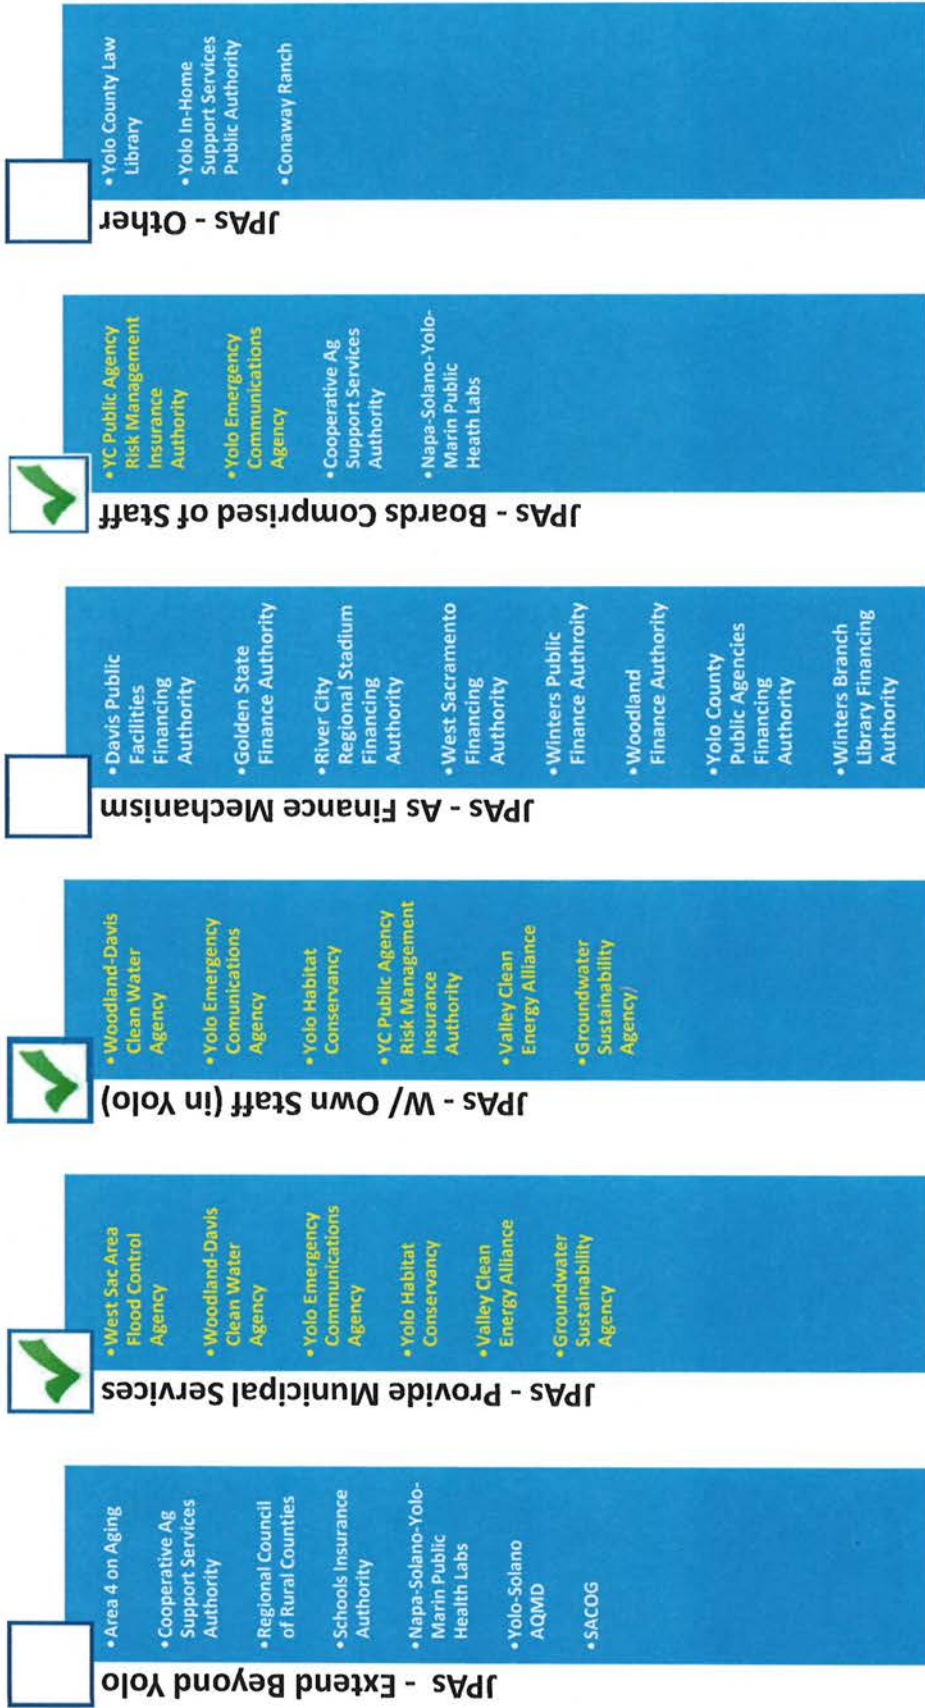 JPAs - Extend Beyond Yolo
• Area 4 on Aging
• Cooperative Ag
Support Services
Authority
• Regional Council
of Rural Counties
• Schools Insurance
Authority
• Napa-Solano-Yolo-
Marin Public
Health Labs
• Yolo-Solano
AQMD
• SACOG
JPAs - Provide Municipal Services
• West Sac Area
Flood Control
Agency
• Woodland-Davis
Clean Water
Agency
• Yolo Emergency
Communications
Agency
• Yolo Habitat
Conservancy
• Valley Clean
Energy Alliance
• Groundwater
Sustainability
Agency
JPAs - W/ Own Staff (in Yolo)
• Woodland-Davis
Clean Water
Agency
• Yolo Emergency
Comunications
Agency
• Yolo Habitat
Conservancy
• YC Public Agency
Risk Management
Insurance
Authority
• Valley Clean
Energy Alliance
• Groundwater
Sustainability
Agency)
JPAs - As Finance Mechanism
• Davis Public
Facilities
Financing
Authority
• Golden State
Finance Authority
• River City
Regional Stadium
Financing
Authority
• West Sacramento
Financing
Authority
• Winters Public
Finance Authroity
• Woodland
Finance Authority
• Yolo County
Public Agencies
Financing
Authority
• Winters Branch
Library Financing
Authority
JPAs - Boards Comprised of Staff
• YC Public Agency
Risk Management
Insurance
Authority
• Yolo Emergency
Communications
Agency
• Cooperative Ag
Support Services
Authority
• Napa-Solano-Yolo-
Marin Public
Heath Labs
JPAs - Other
• Yolo County Law
Library
• Yolo In-Home
Support Services
Public Authority
• Conaway Ranch